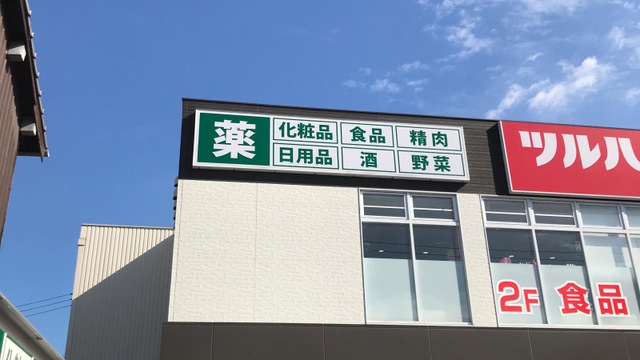 薬
化粧品 食品 精肉
日用品 酒 野菜
ツルハ
2F 食品